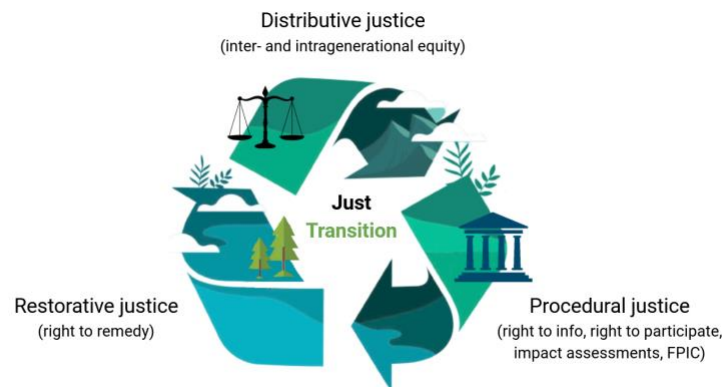 Distributive justice
(inter- and intragenerational equity)
Just
Transition
Restorative justice
(right to remedy)
Procedural justice
(right to info, right to participate,
impact assessments, FPIC)